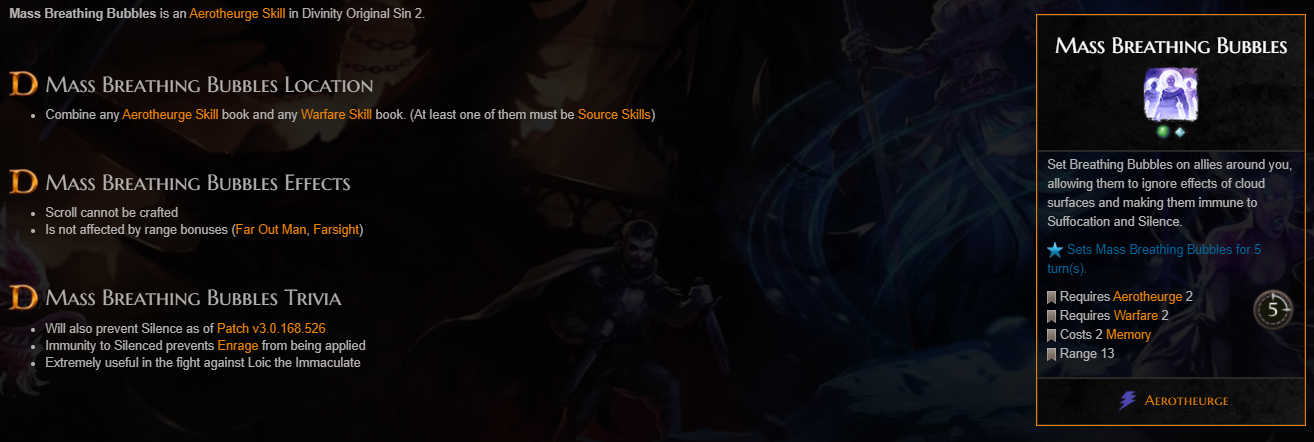 Mass Breathing Bubbles is an Aerotheurge Skill in Divinity Original Sin 2.
Mass Breathing Bubbles Location
Combine any Aerotheurge Skill book and any Warfare Skill book. (At least one of them must be Source Skills)
Mass Breathing Bubbles Effects
Scroll cannot be crafted
Is not affected by range bonuses (Far Out Man, Farsight)
Mass Breathing Bubbles Trivia
Will also prevent Silence as of Patch v3.0.168.526
Immunity to Silenced prevents Enrage from being applied
Extremely useful in the fight against Loic the Immaculate
Mass Breathing Bubbles
Set Breathing Bubbles on allies around you,
allowing them to ignore effects of cloud
surfaces and making them immune to
Suffocation and Silence.
Sets Mass Breathing Bubbles for 5
turn(s).
Requires Aerotheurge 2
Requires Warfare 2
Costs 2 Memory
Range 13
5
Aerotheurge